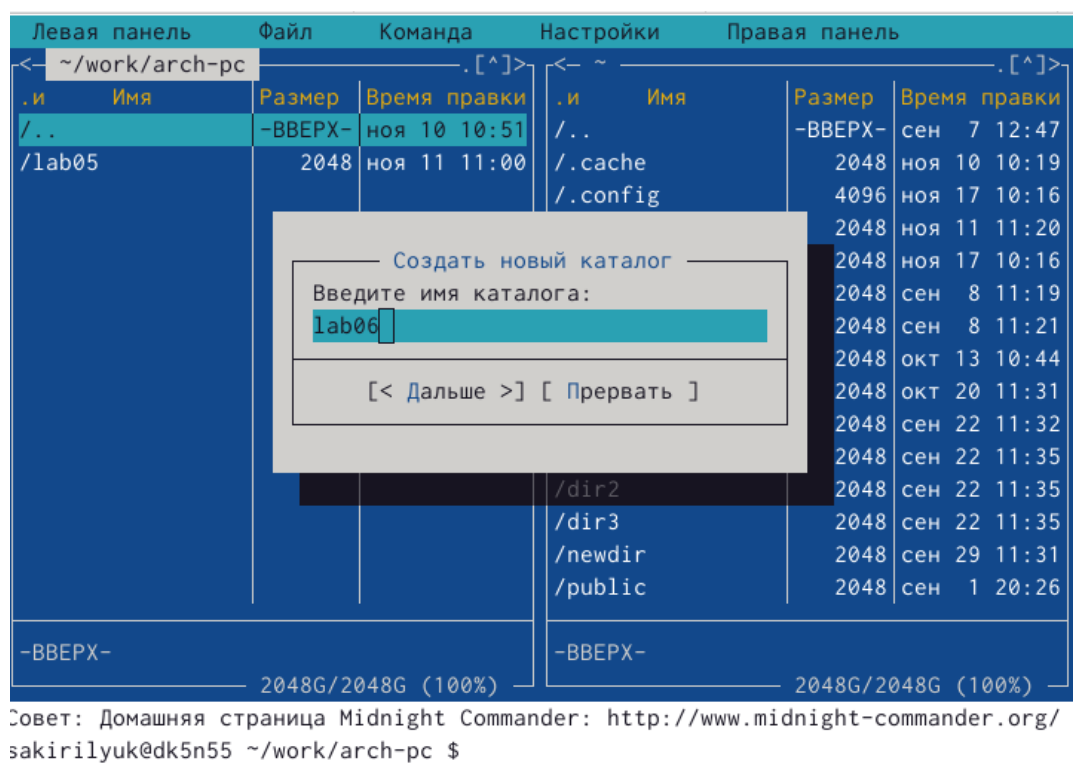 Левая панель Файл Команда Настройки Правая панель
<– ~/work/arch-pc .[^]> <– ~ .[^]>
.и Имя Размер Время правки .и Имя Размер Время правки
/.. -ВВЕРХ- ноя 10 10:51 /.. -ВВЕРХ- сен 7 12:47
/lab05 2048 ноя 11 11:00 /.cache 2048 ноя 10 10:19
/.config 4096 ноя 17 10:16
2048 ноя 11 11:20
Создать новый каталог 2048 ноя 17 10:16
Введите имя каталога: 2048 сен 8 11:19
lab06 2048 сен 8 11:21
2048 окт 13 10:44
[< Дальше >] [ Прервать ] 2048 окт 20 11:31
2048 сен 22 11:32
2048 сен 22 11:35
/dir2 2048 сен 22 11:35
/dir3 2048 сен 22 11:35
/newdir 2048 сен 29 11:31
/public 2048 сен 1 20:26
-ВВЕРХ- -ВВЕРХ-
2048G/2048G (100%) 2048G/2048G (100%)
Совет: Домашняя страница Midnight Commander: http://www.midnight-commander.org/
sakirilyuk@dk5n55 ~/work/arch-pc $